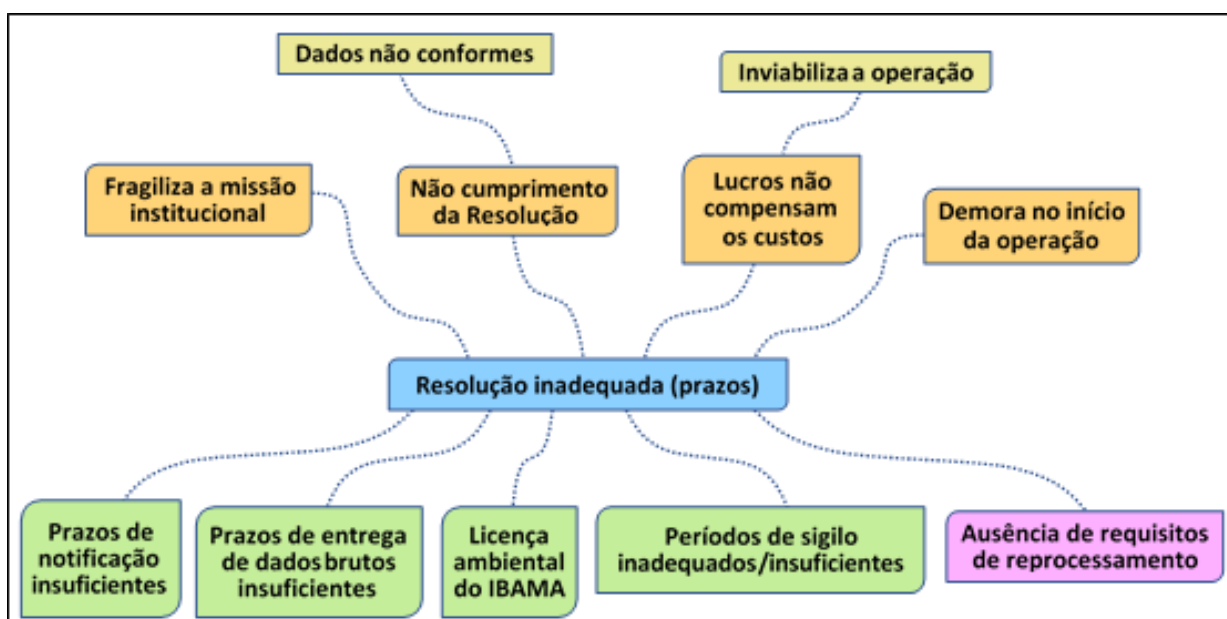 Dados não conformes
Inviabiliza a operação
Fragiliza a missão
institucional
Não cumprimento
da Resolução
Lucros não
compensam
os custos
Demora no início
da operação
Resolução inadequada (prazos)
Prazos de
notificação
insuficientes
Prazos de entrega
de dados brutos
insuficientes
Licença
ambiental
do IBAMA
Períodos de sigilo
inadequados/insuficientes
Ausência de requisitos
de reprocessamento